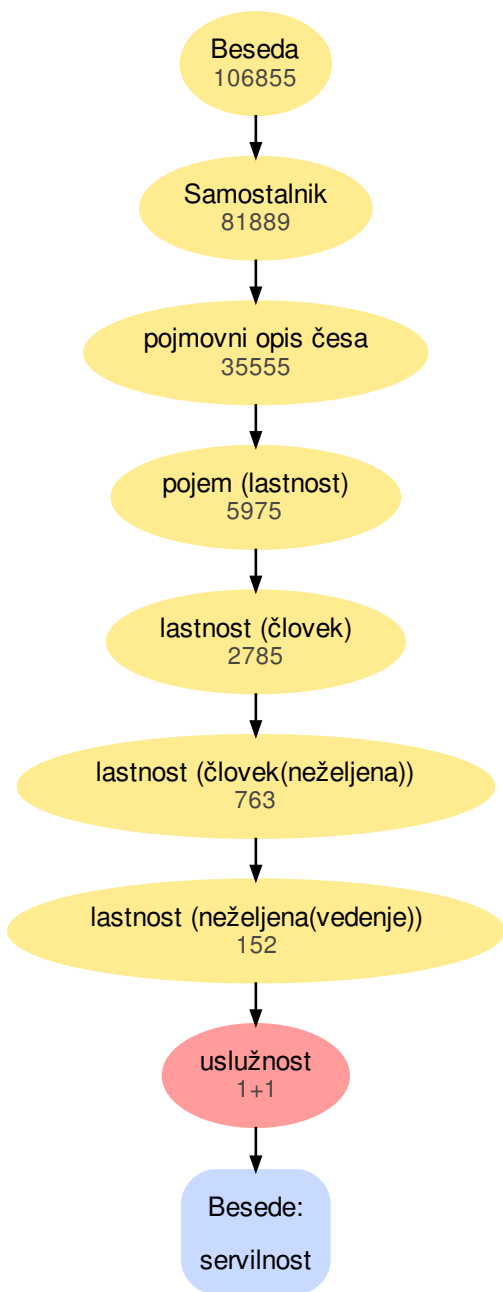 Beseda
106855
Samostalnik
81889
pojmovni opis česa
35555
pojem (lastnost)
5975
lastnost (človek)
2785
lastnost (človek(neželjena))
763
lastnost (neželjena(vedenje))
152
uslužnost
1+1
Besede:
servilnost